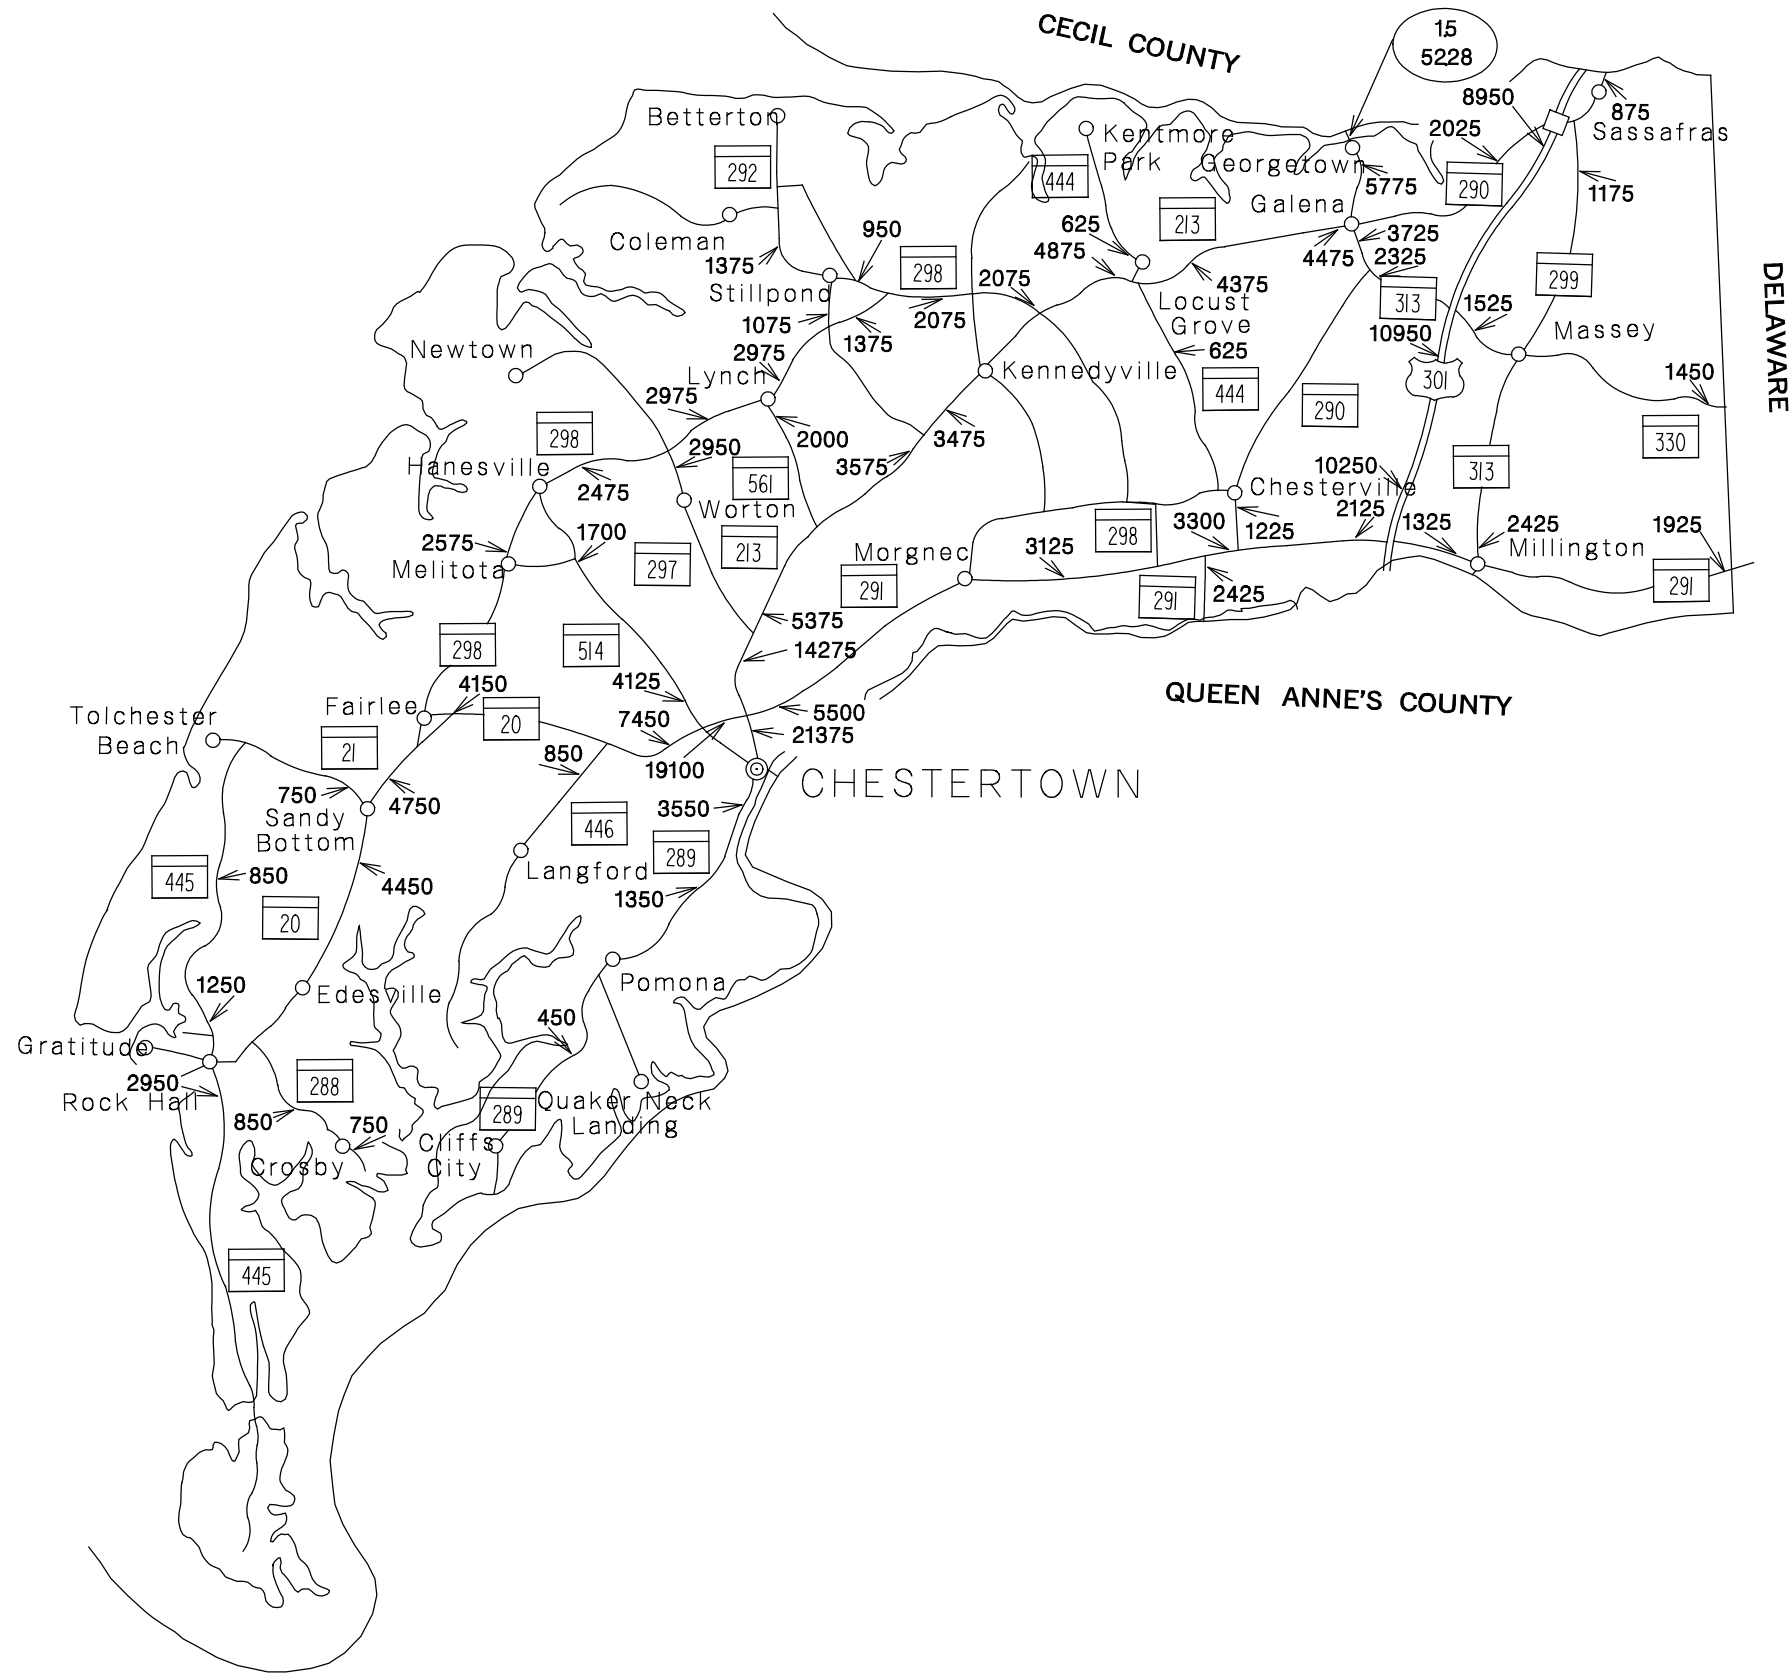 CECIL COUNTY
15
5228
8950
875
Sassafras
2025
Betterton
Kentmore
Park
Georgetown
292
444
5775
290
1175
Galena
213
625
4875
950
3725
4475
2325
Coleman
1375
298
2075
4375
299
DELAWARE
Stillpond
Locust
Grove
313
1525
1075
2075
1375
10950
Massey
Newtown
2975
625
Lynch
Kennedyville
301
1450
2975
444
290
298
2000
3475
330
2950
3575
Hanesville
561
10250
313
2475
Worton
Chesterville
2125
1700
3300
1225
1325
2425
1925
2575
213
298
Melitota
297
Morgnec
3125
Millington
291
291
2425
291
5375
298
514
14275
4150
4125
QUEEN ANNE'S COUNTY
Fairlee
20
7450
5500
Tolchester
Beach
21
850
21375
19100
CHESTERTOWN
750
4750
3550
Sandy
Bottom
446
289
445
850
4450
Langford
1350
20
1250
Edesville
Pomona
450
Gratitude
2950
288
Rock Hall
850
750
289
Quaker Neck
Landing
Cliffs
City
Crosby
445